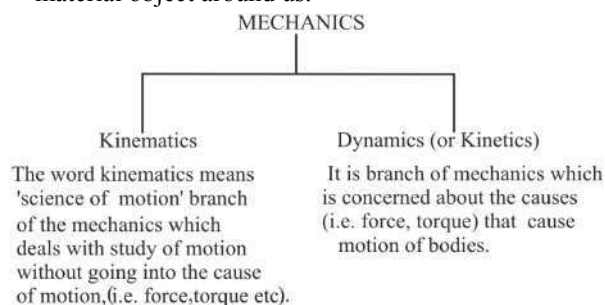 material object around us.
MECHANICS
Kinematics
The word kinematics means
'science of motion' branch
of the mechanics which
deals with study of motion
without going into the cause
of motion,(i.e. force,torque etc).
Dynamics (or Kinetics)
It is branch of mechanics which
is concerned about the causes
(i.e. force, torque) that cause
motion of bodies.